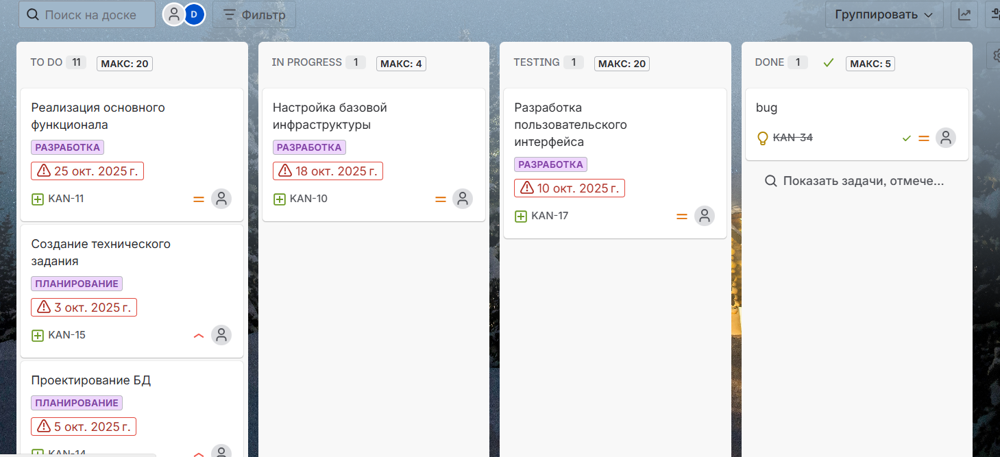 Поиск на доске
D
Фильтр
Группировать
TO DO 11 МАКС: 20
Реализация основного
функционала
РАЗРАБОТКА
25 окт. 2025 г.
KAN-11
Создание технического
задания
ПЛАНИРОВАНИЕ
3 окт. 2025 г.
KAN-15
Проектирование БД
ПЛАНИРОВАНИЕ
5 окт. 2025 г.
KAN-14
IN PROGRESS 1 МАКС: 4
Настройка базовой
инфраструктуры
РАЗРАБОТКА
18 окт. 2025 г.
KAN-10
TESTING 1 МАКС: 20
Разработка
пользовательского
интерфейса
РАЗРАБОТКА
10 окт. 2025 г.
KAN-17
DONE 1 МАКС: 5
bug
KAN-34
Показать задачи, отмече...